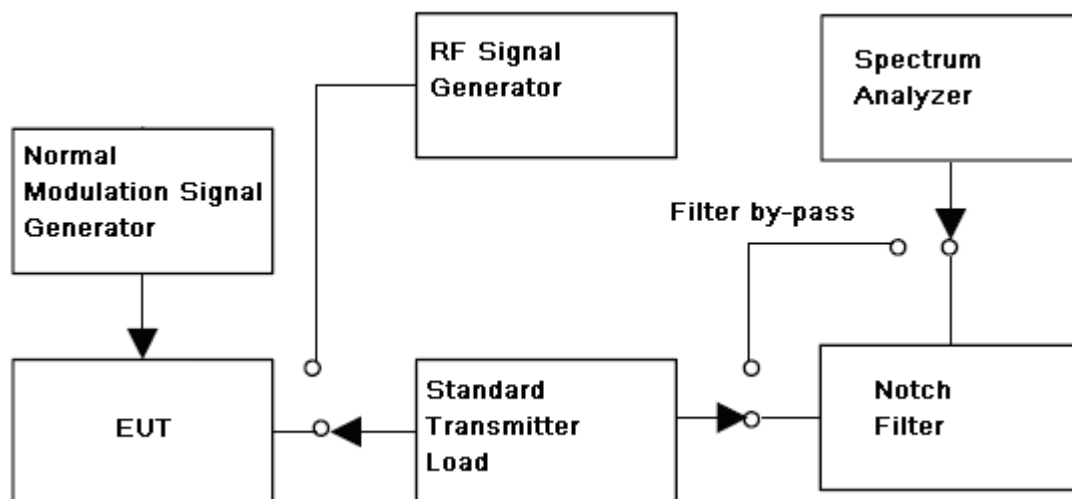 RF Signal
Generator
Spectrum
Analyzer
Normal
Modulation Signal
Generator
Filter by-pass
EUT
Standard
Transmitter
Load
Notch
Filter